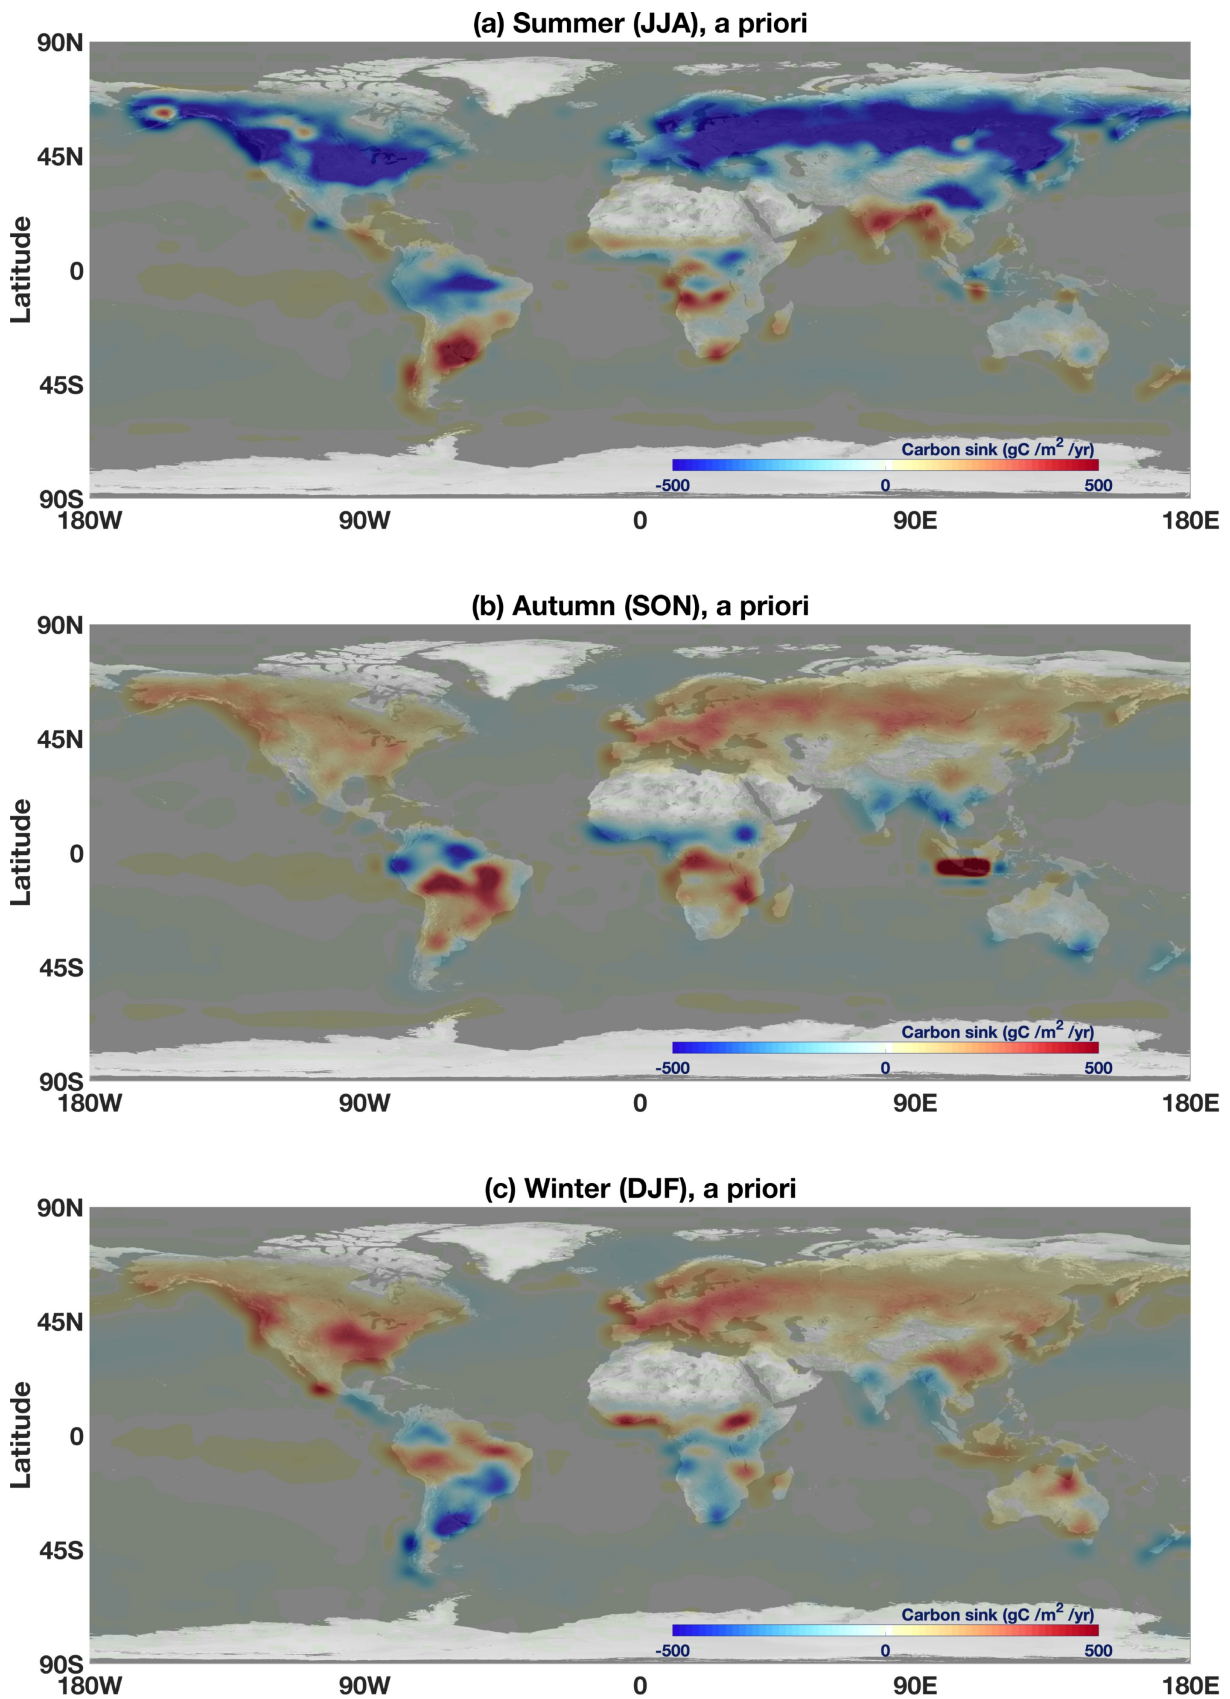 (a) Summer (JJA), a priori
90N
45N
0
45S
90S
Latitude
Carbon sink (gC /m² /yr)
-500 0 500
180W 90W 0 90E 180E
(b) Autumn (SON), a priori
90N
45N
0
45S
90S
Latitude
Carbon sink (gC /m² /yr)
-500 0 500
180W 90W 0 90E 180E
(c) Winter (DJF), a priori
90N
45N
0
45S
90S
Latitude
Carbon sink (gC /m² /yr)
-500 0 500
180W 90W 0 90E 180E